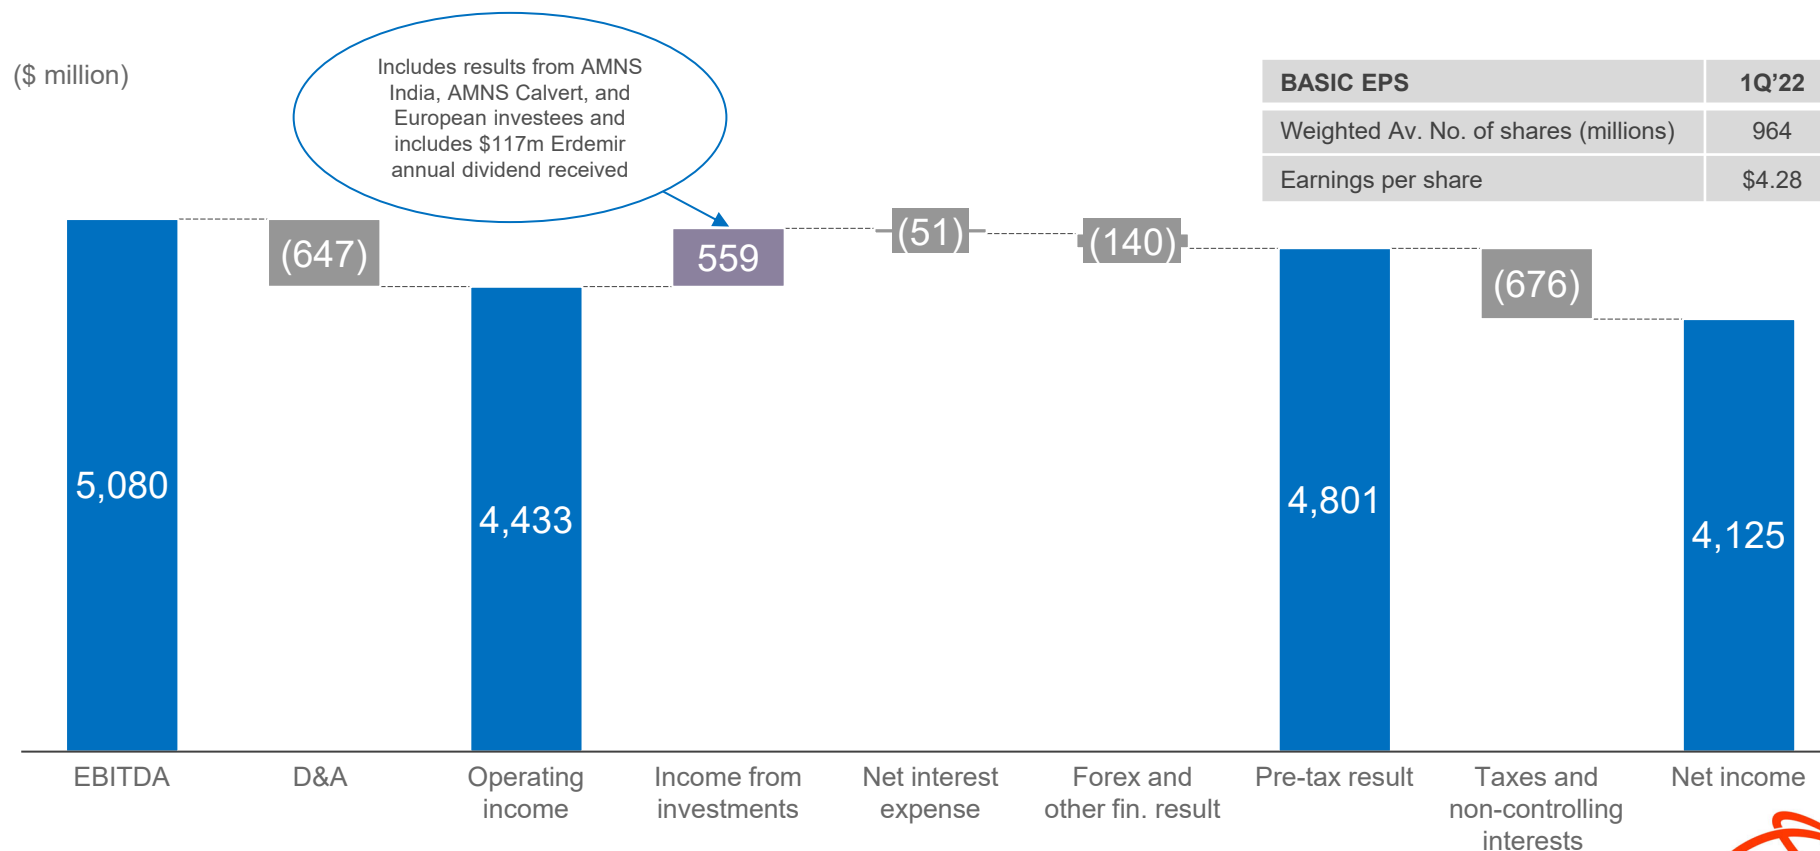 ($ million)
Includes results from AMNS
India, AMNS Calvert, and
European investees and
includes $117m Erdemir
annual dividend received
BASIC EPS 1Q’22
Weighted Av. No. of shares (millions) 964
Earnings per share $4.28
5,080
(647)
4,433
559
(51)
(140)
4,801
(676)
4,125
EBITDA
D&A
Operating
income
Income from
investments
Net interest
expense
Forex and
other fin. result
Pre-tax result
Taxes and
non-controlling
interests
Net income